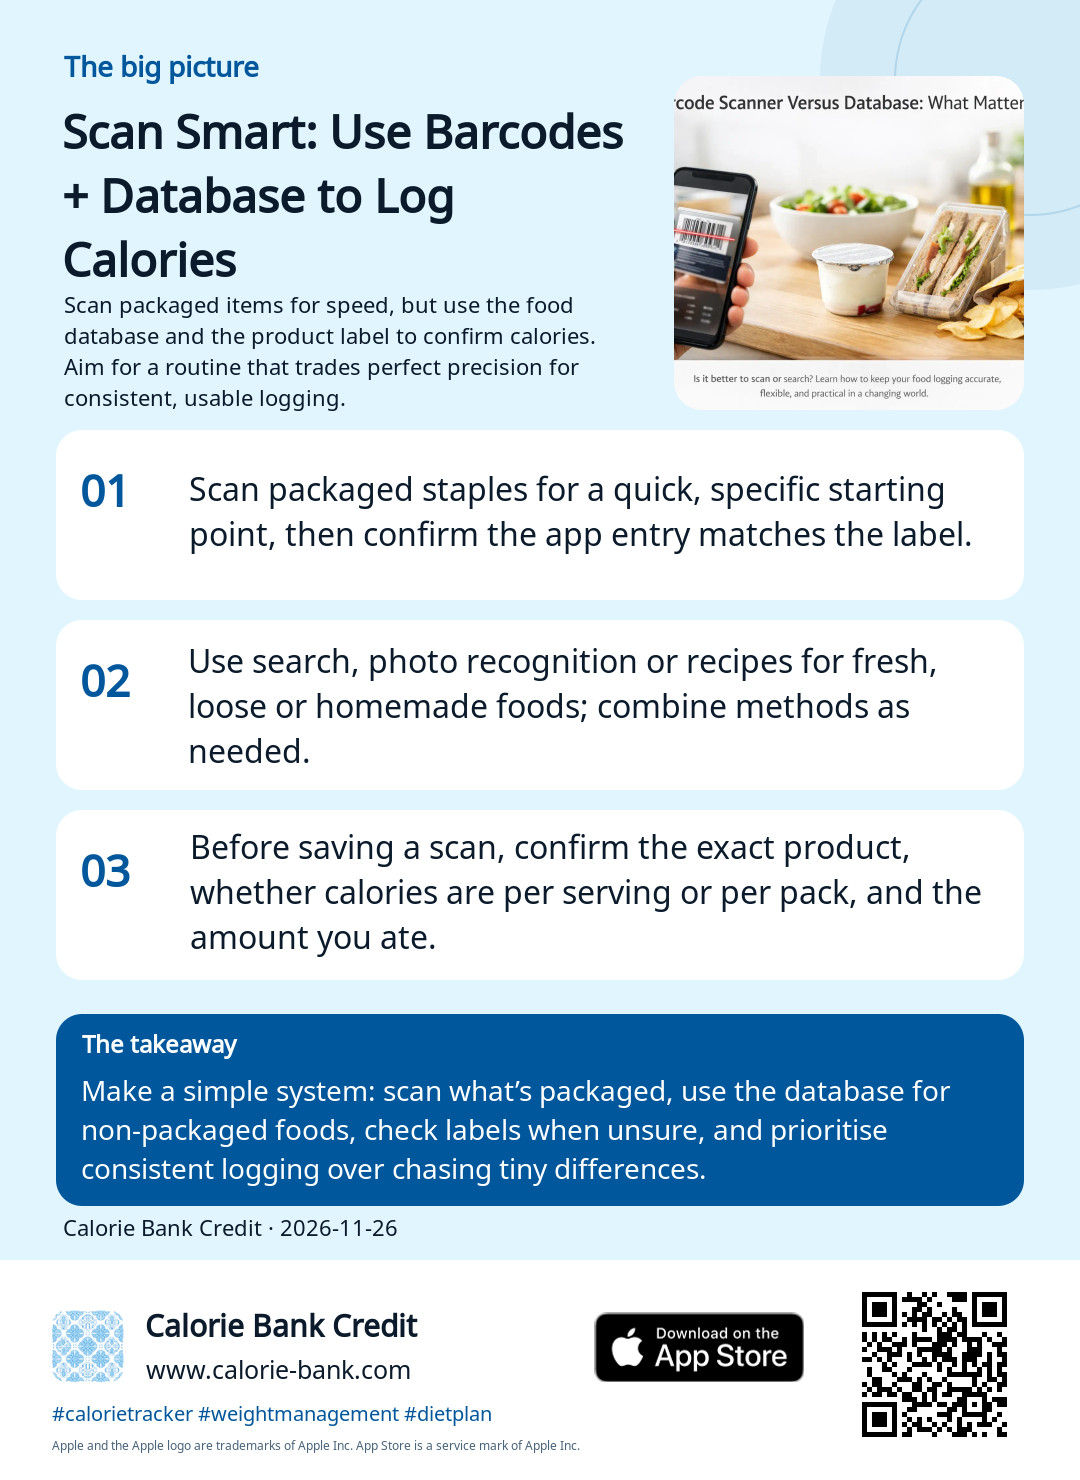 The big picture
Scan Smart: Use Barcodes
+ Database to Log
Calories
Scan packaged items for speed, but use the food
database and the product label to confirm calories.
Aim for a routine that trades perfect precision for
consistent, usable logging.
rcode Scanner Versus Database: What Matter
Is it better to scan or search? Learn how to keep your food logging accurate,
flexible, and practical in a changing world.
01
Scan packaged staples for a quick, specific starting
point, then confirm the app entry matches the label.
02
Use search, photo recognition or recipes for fresh,
loose or homemade foods; combine methods as
needed.
03
Before saving a scan, confirm the exact product,
whether calories are per serving or per pack, and the
amount you ate.
The takeaway
Make a simple system: scan what’s packaged, use the database for
non-packaged foods, check labels when unsure, and prioritise
consistent logging over chasing tiny differences.
Calorie Bank Credit · 2026-11-26
Calorie Bank Credit
www.calorie-bank.com
Download on the
App Store
#calorietracker #weightmanagement #dietplan
Apple and the Apple logo are trademarks of Apple Inc. App Store is a service mark of Apple Inc.